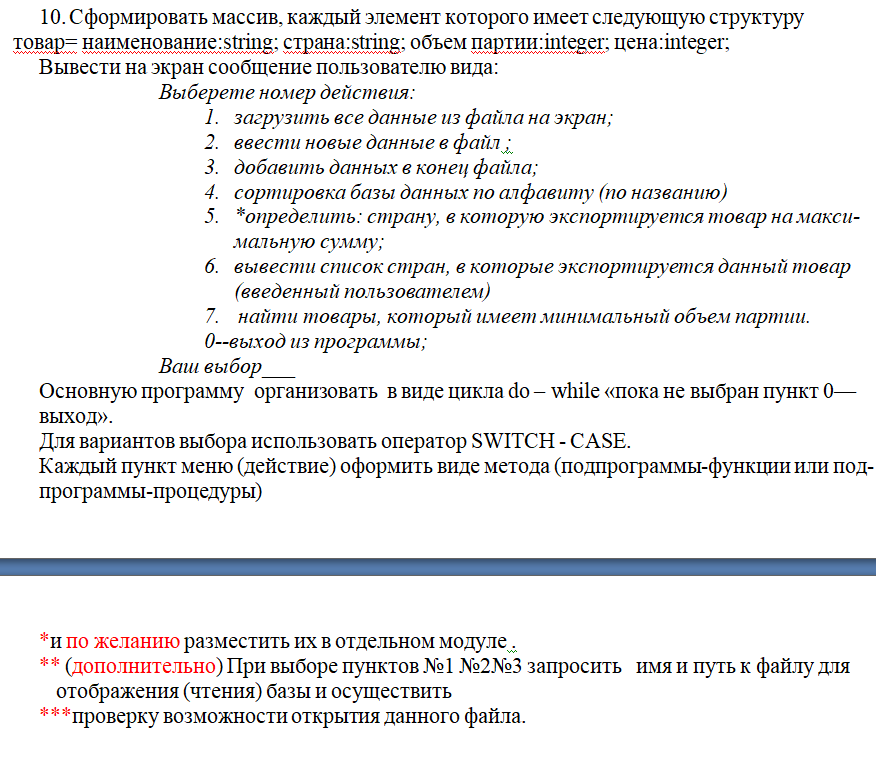 10. Сформировать массив, каждый элемент которого имеет следующую структуру
товар= наименование:string; страна:string; объем партии:integer; цена:integer;
Вывести на экран сообщение пользователю вида:
Выберете номер действия:
1. загрузить все данные из файла на экран;
2. ввести новые данные в файл ;
3. добавить данных в конец файла;
4. сортировка базы данных по алфавиту (по названию)
5. *определить: страну, в которую экспортируется товар на макси-
мальную сумму;
6. вывести список стран, в которые экспортируется данный товар
(введенный пользователем)
7. найти товары, который имеет минимальный объем партии.
0--выход из программы;
Ваш выбор___
Основную программу организовать в виде цикла do – while «пока не выбран пункт 0—
выход».
Для вариантов выбора использовать оператор SWITCH - CASE.
Каждый пункт меню (действие) оформить виде метода (подпрограммы-функции или под-
программы-процедуры)
*и по желанию разместить их в отдельном модуле .
** (дополнительно) При выборе пунктов №1 №2№3 запросить имя и путь к файлу для
отображения (чтения) базы и осуществить
***проверку возможности открытия данного файла.